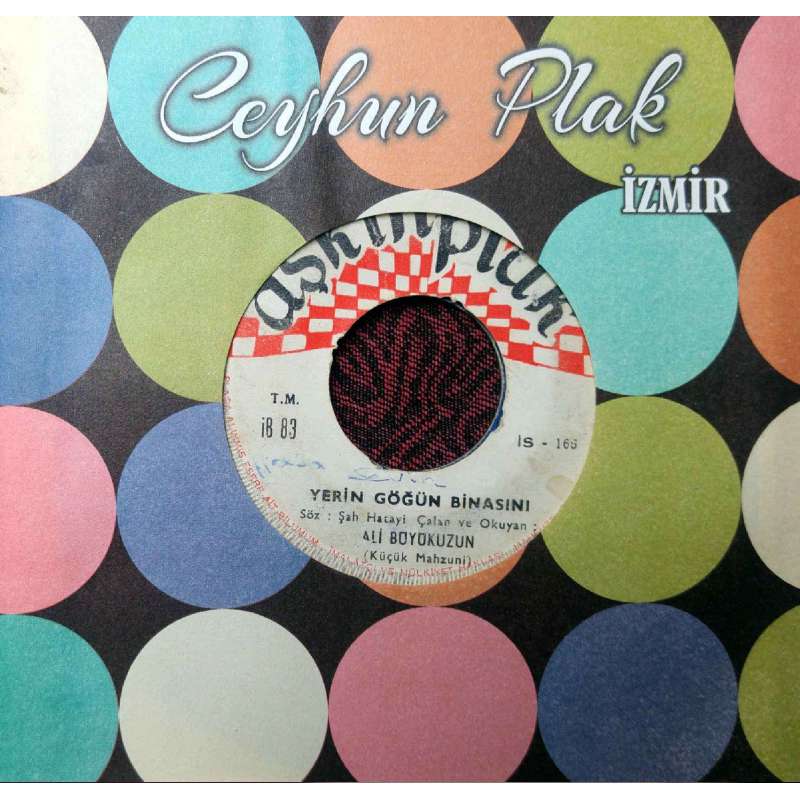 Ceyhun Plak
İZMİR
aşkınplak
T.M.
İB 83
IS - 165
YERİN GÖĞÜN BİNASINI
Söz : Şah Hatayi Çalan ve Okuyan :
ALİ BÜYÜKUZUN
(Küçük Mahzuni)